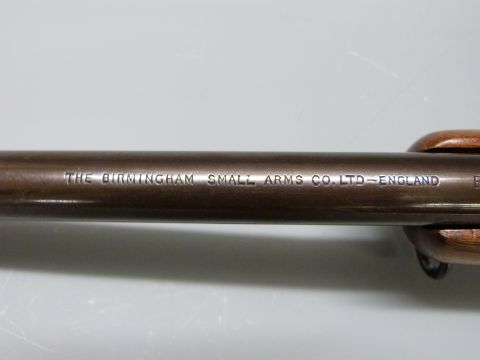 THE BIRMINGHAM SMALL ARMS CO. LTD—ENGLAND